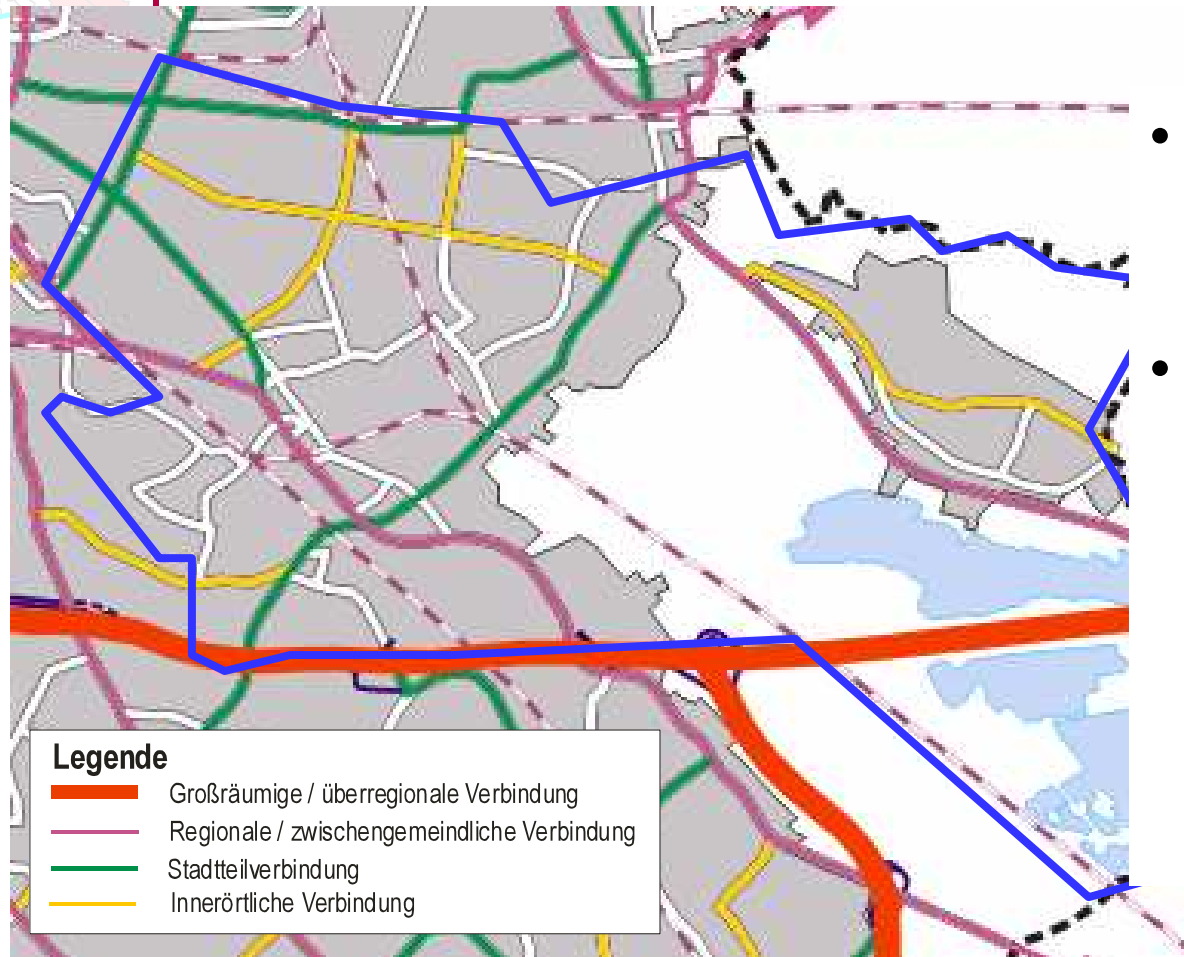 Legende
Großräumige / überregionale Verbindung
Regionale / zwischengemeindliche Verbindung
Stadtteilverbindung
Innerörtliche Verbindung